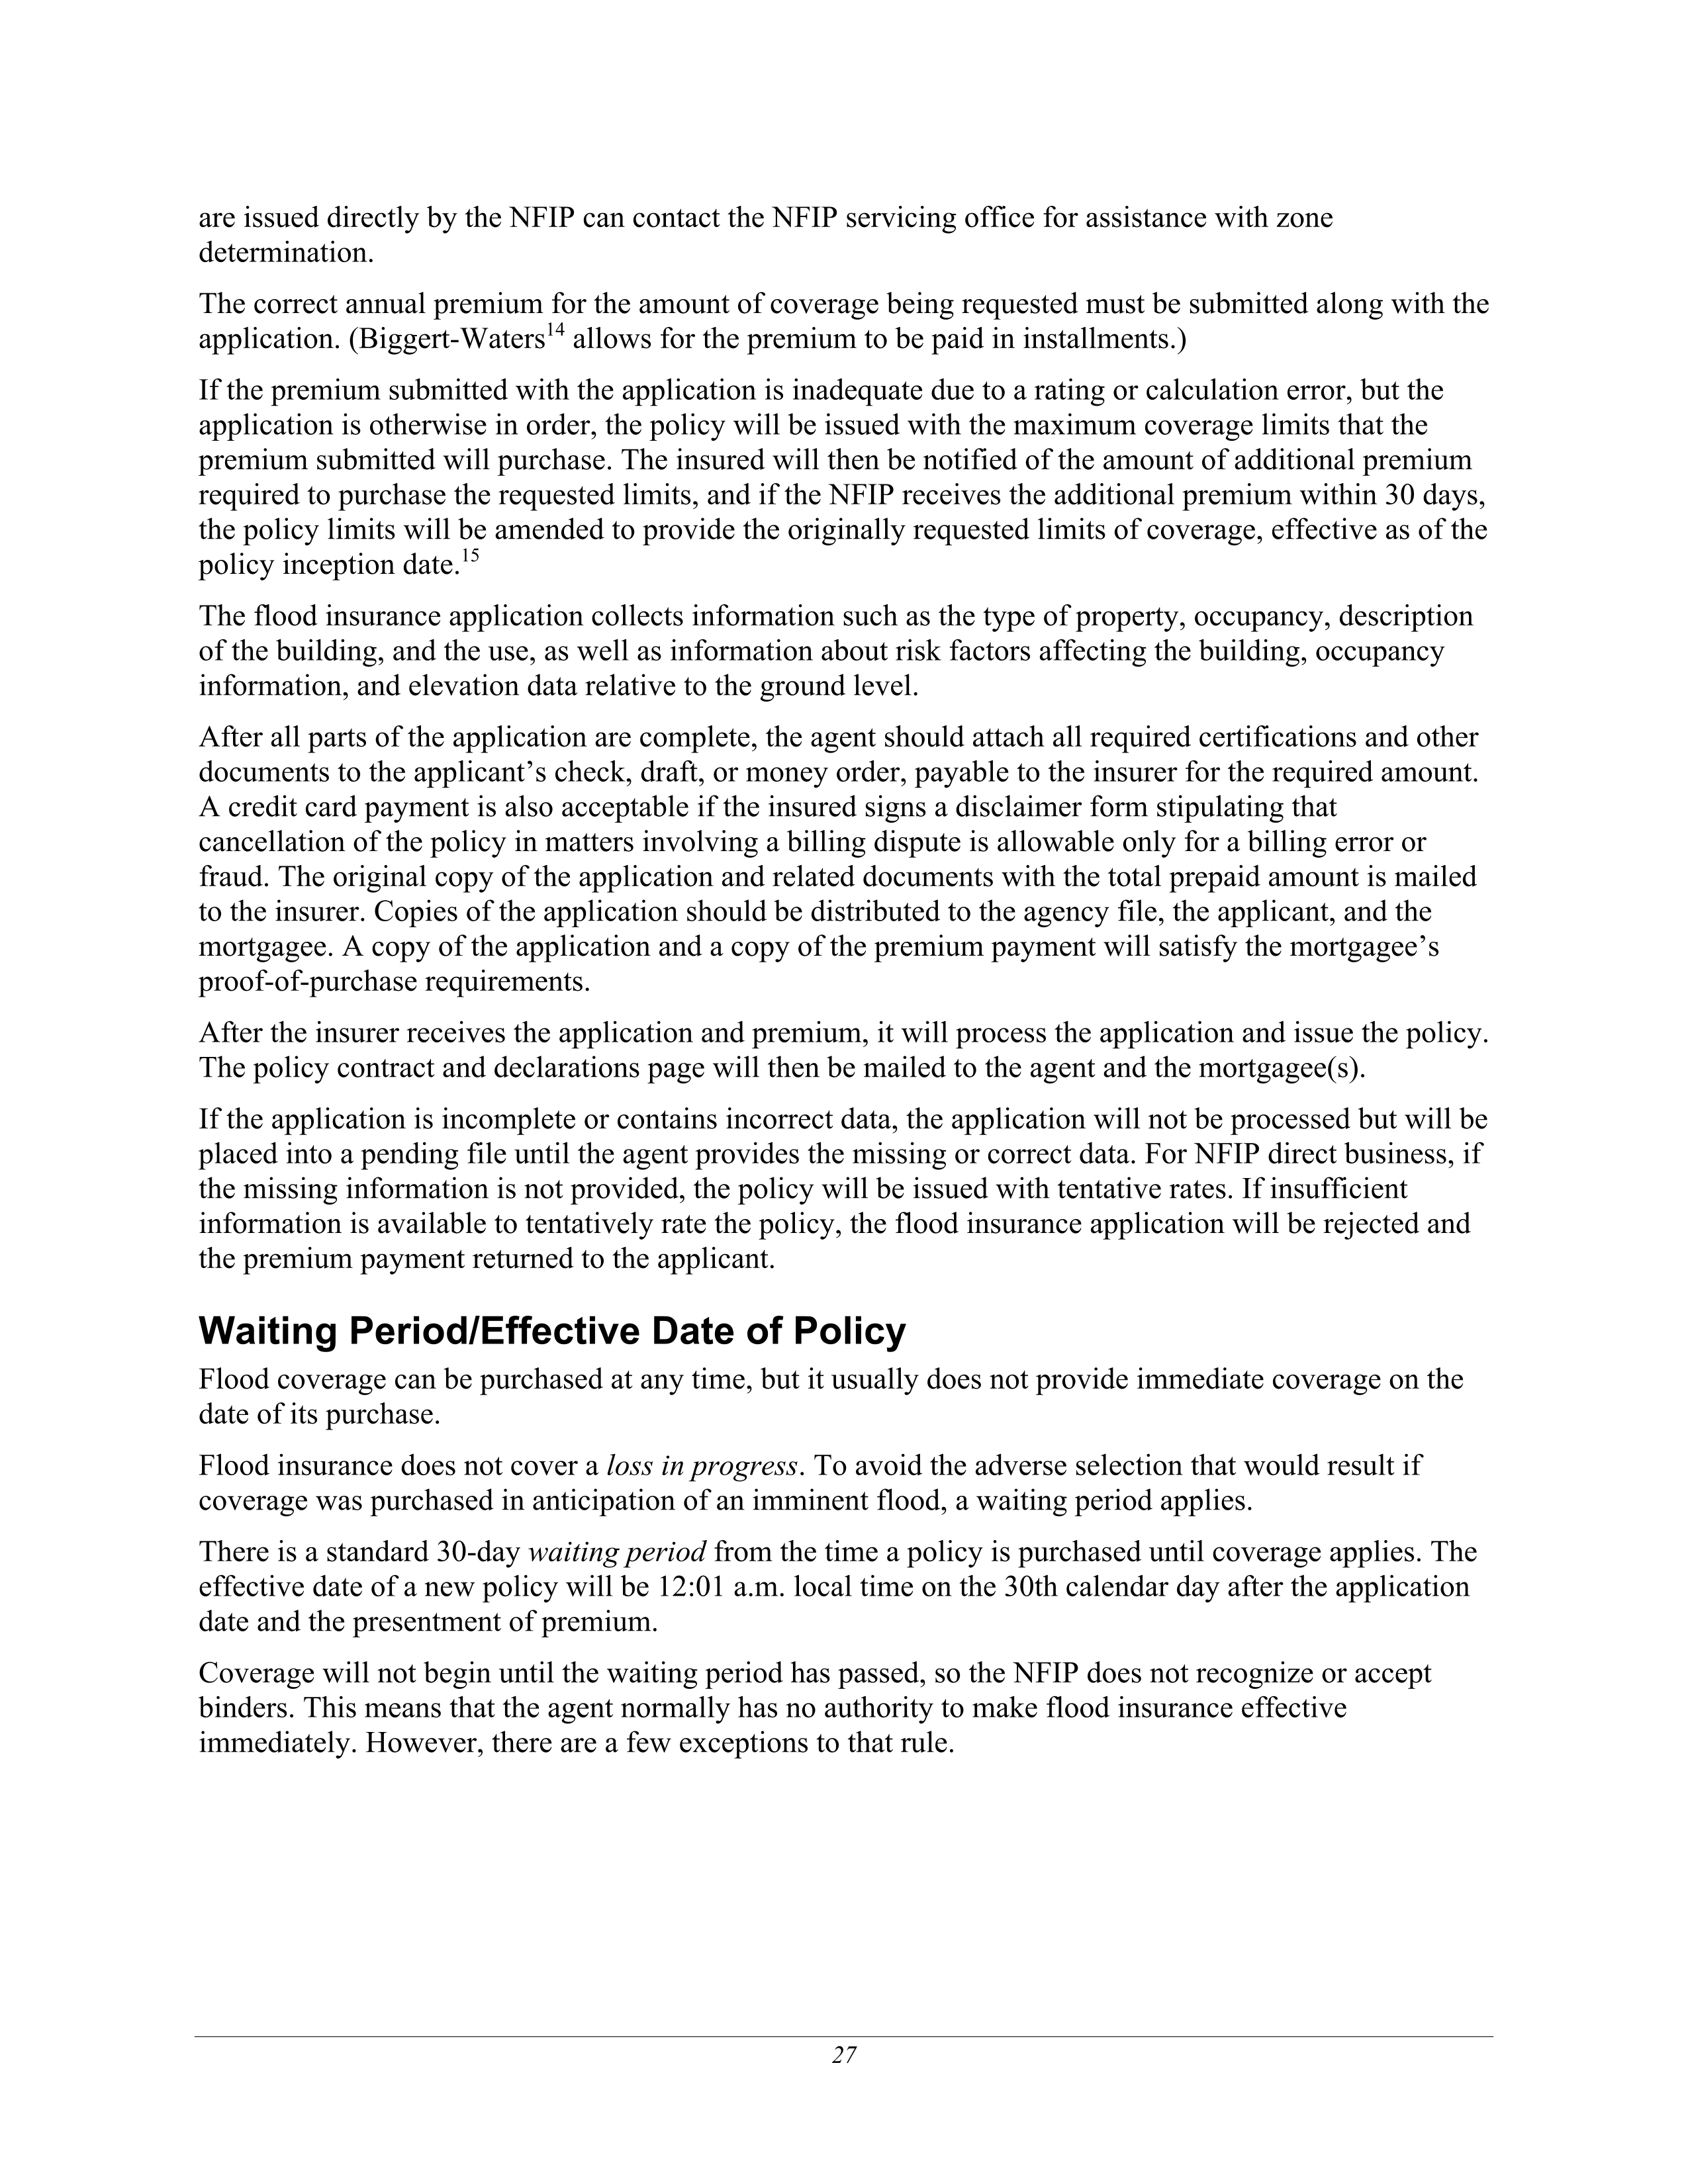 are issued directly by the NFIP can contact the NFIP servicing office for assistance with zone
determination.
The correct annual premium for the amount of coverage being requested must be submitted along with the
application. (Biggert-Waters14 allows for the premium to be paid in installments.)
If the premium submitted with the application is inadequate due to a rating or calculation error, but the
application is otherwise in order, the policy will be issued with the maximum coverage limits that the
premium submitted will purchase. The insured will then be notified of the amount of additional premium
required to purchase the requested limits, and if the NFIP receives the additional premium within 30 days,
the policy limits will be amended to provide the originally requested limits of coverage, effective as of the
policy inception date.15
The flood insurance application collects information such as the type of property, occupancy, description
of the building, and the use, as well as information about risk factors affecting the building, occupancy
information, and elevation data relative to the ground level.
After all parts of the application are complete, the agent should attach all required certifications and other
documents to the applicant’s check, draft, or money order, payable to the insurer for the required amount.
A credit card payment is also acceptable if the insured signs a disclaimer form stipulating that
cancellation of the policy in matters involving a billing dispute is allowable only for a billing error or
fraud. The original copy of the application and related documents with the total prepaid amount is mailed
to the insurer. Copies of the application should be distributed to the agency file, the applicant, and the
mortgagee. A copy of the application and a copy of the premium payment will satisfy the mortgagee’s
proof-of-purchase requirements.
After the insurer receives the application and premium, it will process the application and issue the policy.
The policy contract and declarations page will then be mailed to the agent and the mortgagee(s).
If the application is incomplete or contains incorrect data, the application will not be processed but will be
placed into a pending file until the agent provides the missing or correct data. For NFIP direct business, if
the missing information is not provided, the policy will be issued with tentative rates. If insufficient
information is available to tentatively rate the policy, the flood insurance application will be rejected and
the premium payment returned to the applicant.
Waiting Period/Effective Date of Policy
Flood coverage can be purchased at any time, but it usually does not provide immediate coverage on the
date of its purchase.
Flood insurance does not cover a loss in progress. To avoid the adverse selection that would result if
coverage was purchased in anticipation of an imminent flood, a waiting period applies.
There is a standard 30-day waiting period from the time a policy is purchased until coverage applies. The
effective date of a new policy will be 12:01 a.m. local time on the 30th calendar day after the application
date and the presentment of premium.
Coverage will not begin until the waiting period has passed, so the NFIP does not recognize or accept
binders. This means that the agent normally has no authority to make flood insurance effective
immediately. However, there are a few exceptions to that rule.
27